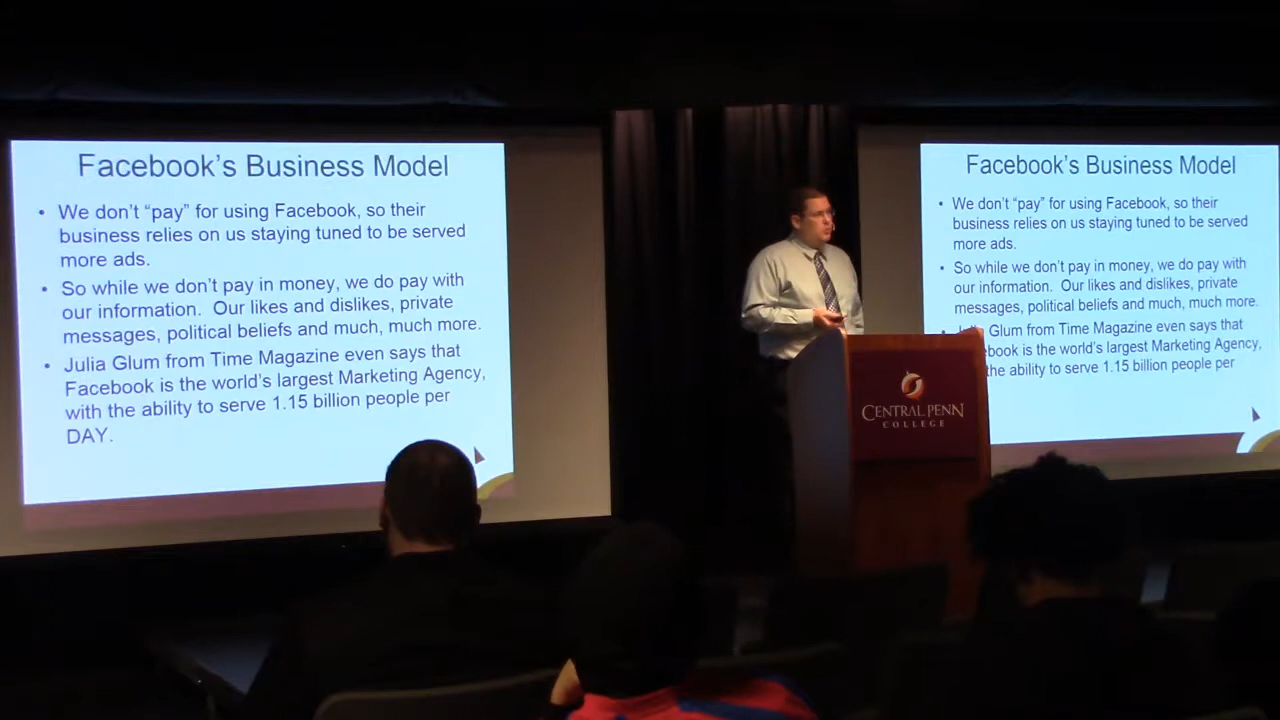 Facebook's Business Model
• We don't “pay” for using Facebook, so their
business relies on us staying tuned to be served
more ads.
• So while we don't pay in money, we do pay with
our information. Our likes and dislikes, private
messages, political beliefs and much, much more.
• Julia Glum from Time Magazine even says that
Facebook is the world's largest Marketing Agency,
with the ability to serve 1.15 billion people per
DAY.
CENTRAL PENN
COLLEGE
Facebook's Business Model
• We don't “pay” for using Facebook, so their
business relies on us staying tuned to be served
more ads.
• So while we don't pay in money, we do pay with
our information. Our likes and dislikes, private
messages, political beliefs and much, much more.
Glum from Time Magazine even says that
ebook is the world's largest Marketing Agency,
the ability to serve 1.15 billion people per